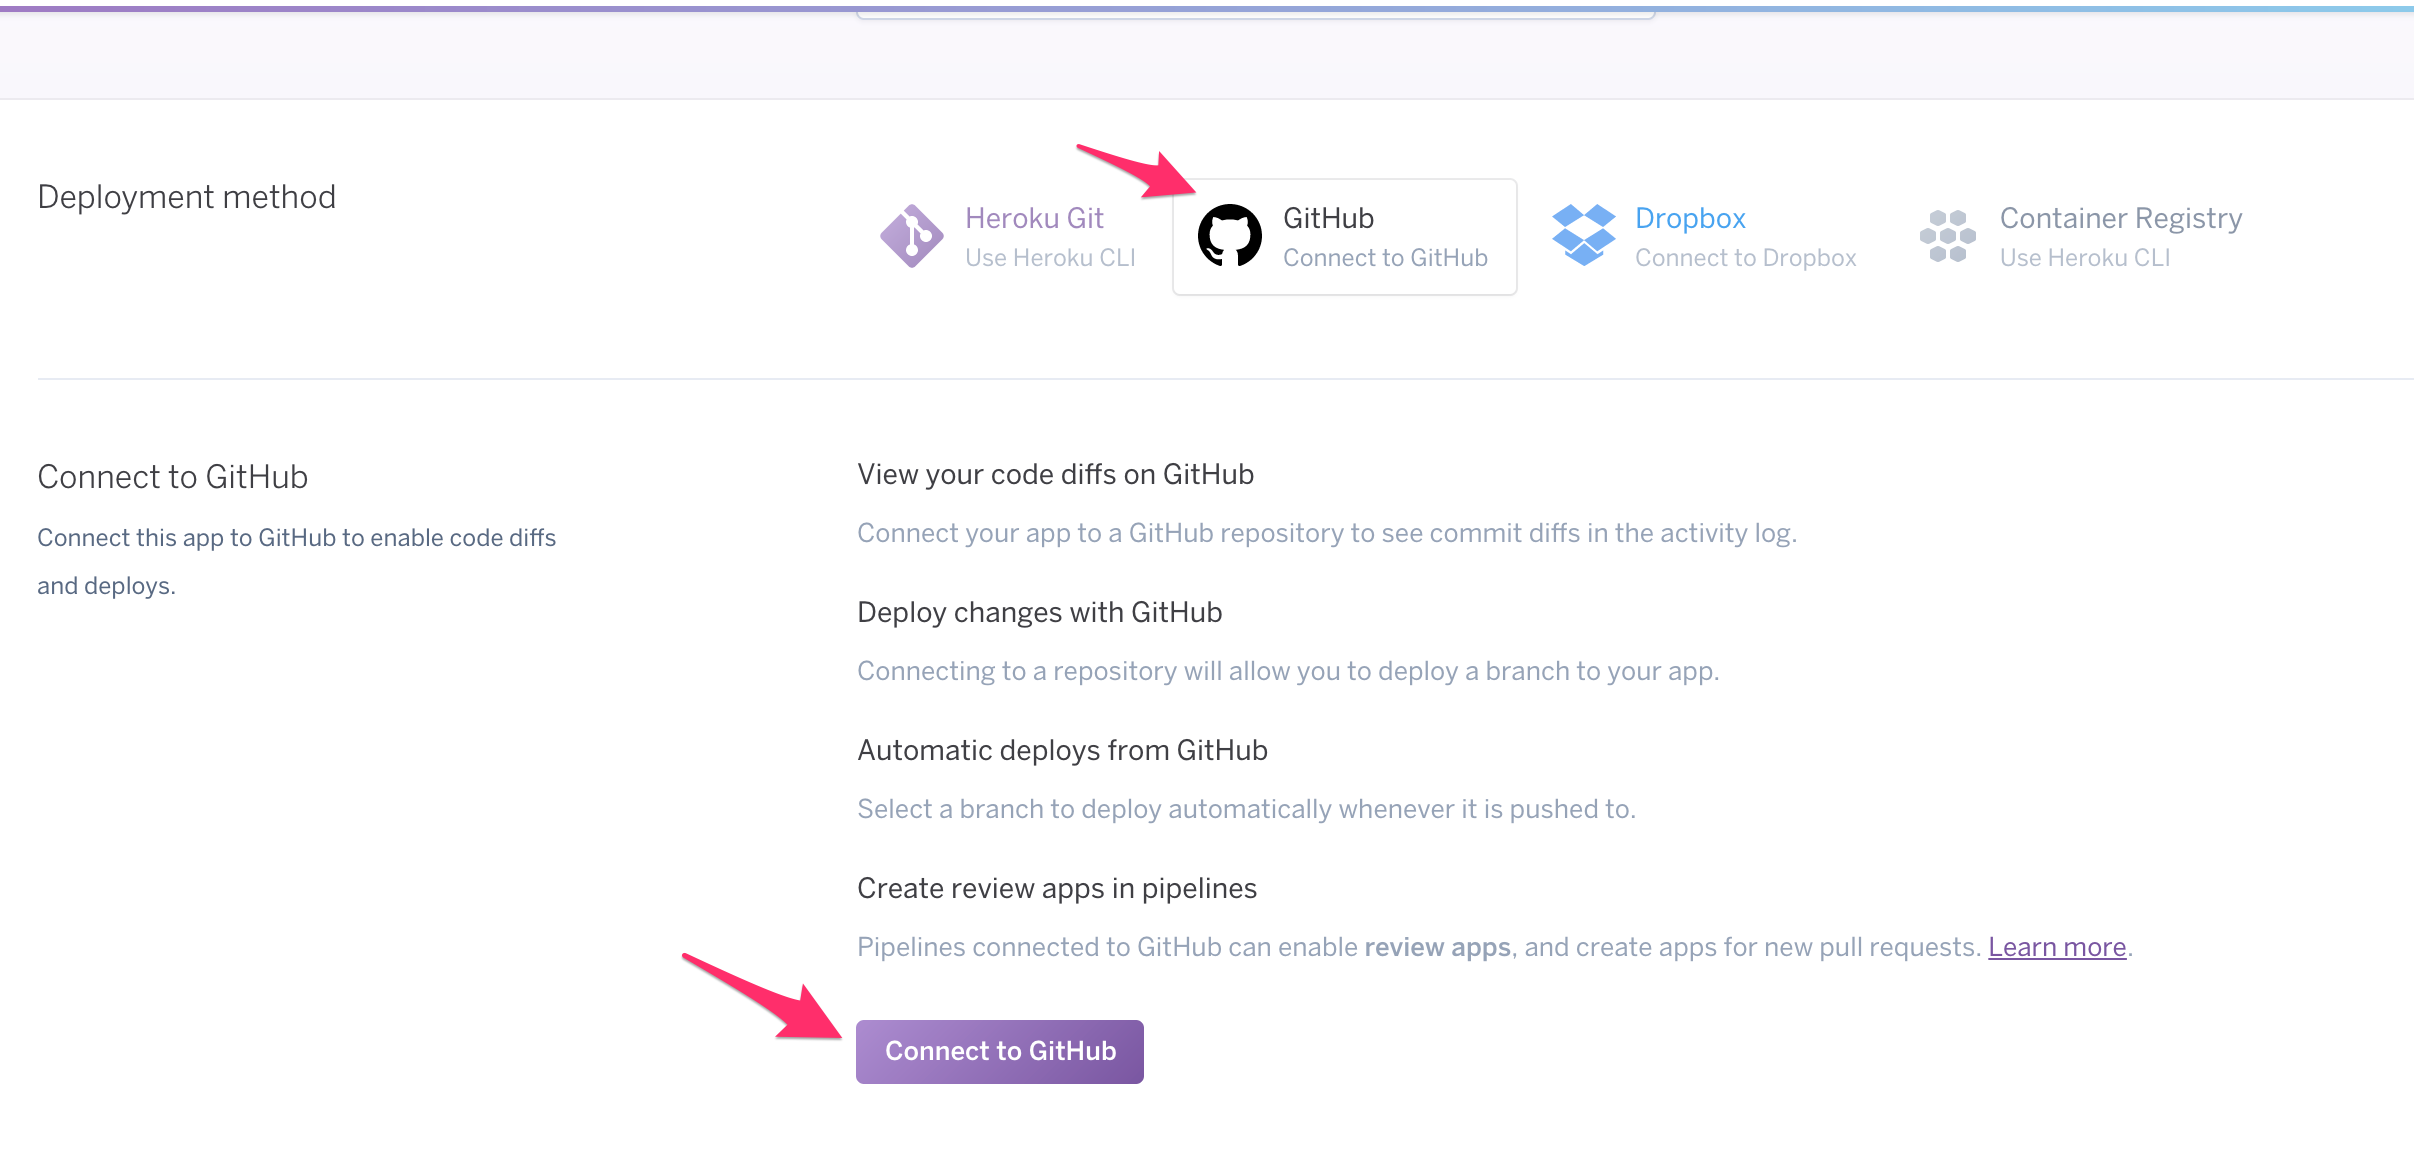 Deployment method
Heroku Git
Use Heroku CLI
GitHub
Connect to GitHub
Dropbox
Connect to Dropbox
Container Registry
Use Heroku CLI
Connect to GitHub
Connect this app to GitHub to enable code diffs
and deploys.
View your code diffs on GitHub
Connect your app to a GitHub repository to see commit diffs in the activity log.
Deploy changes with GitHub
Connecting to a repository will allow you to deploy a branch to your app.
Automatic deploys from GitHub
Select a branch to deploy automatically whenever it is pushed to.
Create review apps in pipelines
Pipelines connected to GitHub can enable review apps, and create apps for new pull requests. Learn more.
Connect to GitHub